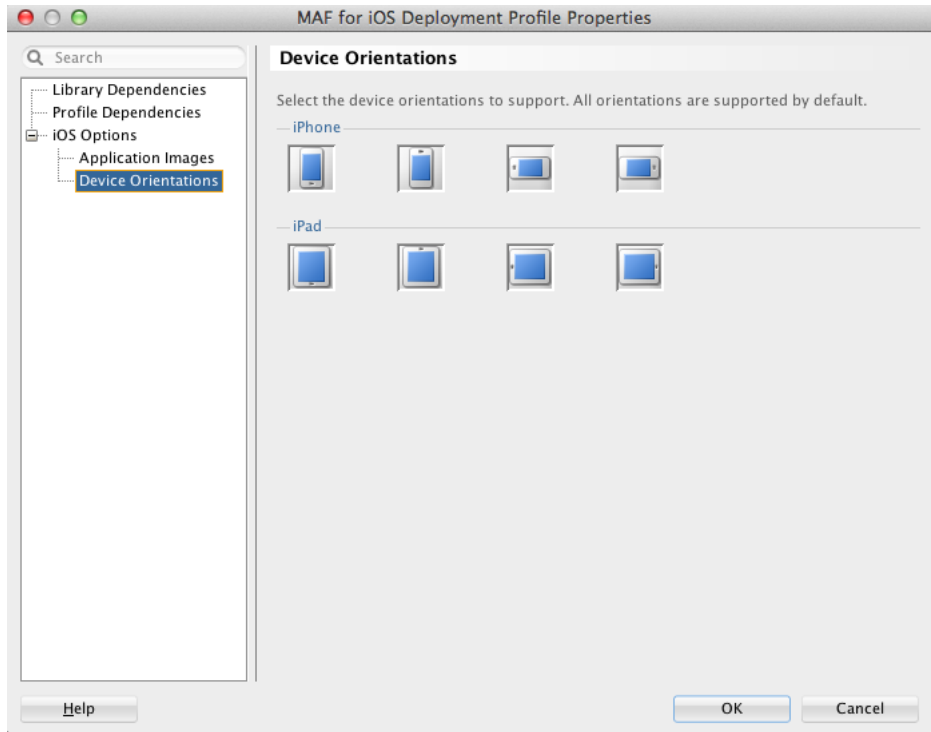 MAF for iOS Deployment Profile Properties
Search
Library Dependencies
Profile Dependencies
iOS Options
Application Images
Device Orientations
Device Orientations
Select the device orientations to support. All orientations are supported by default.
iPhone
iPad
Help
OK
Cancel